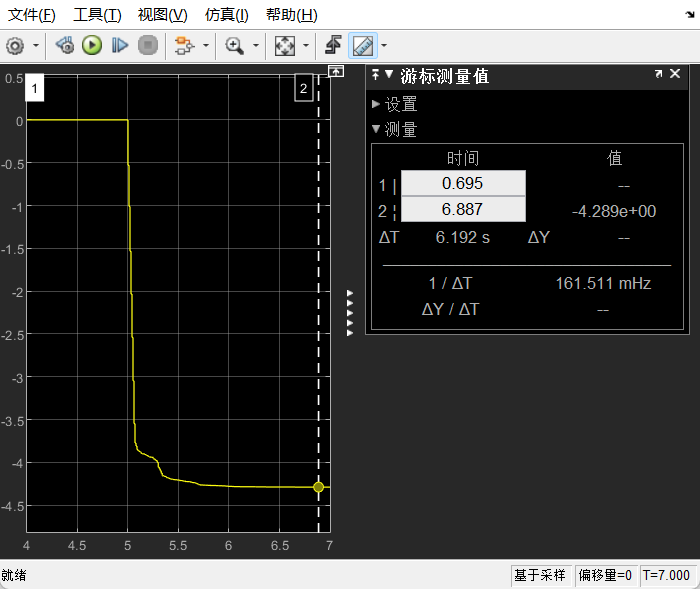 文件(F) 工具(T) 视图(V) 仿真(I) 帮助(H)
游标测量值
设置
测量
时间 值
1 | 0.695 --
2 ¦ 6.887 -4.289e+00
ΔT 6.192 s ΔY --
1 / ΔT 161.511 mHz
ΔY / ΔT --
1 2
0.5
0
-0.5
-1
-1.5
-2
-2.5
-3
-3.5
-4
-4.5
4 4.5 5 5.5 6 6.5 7
就绪 基于采样 偏移量=0 T=7.000